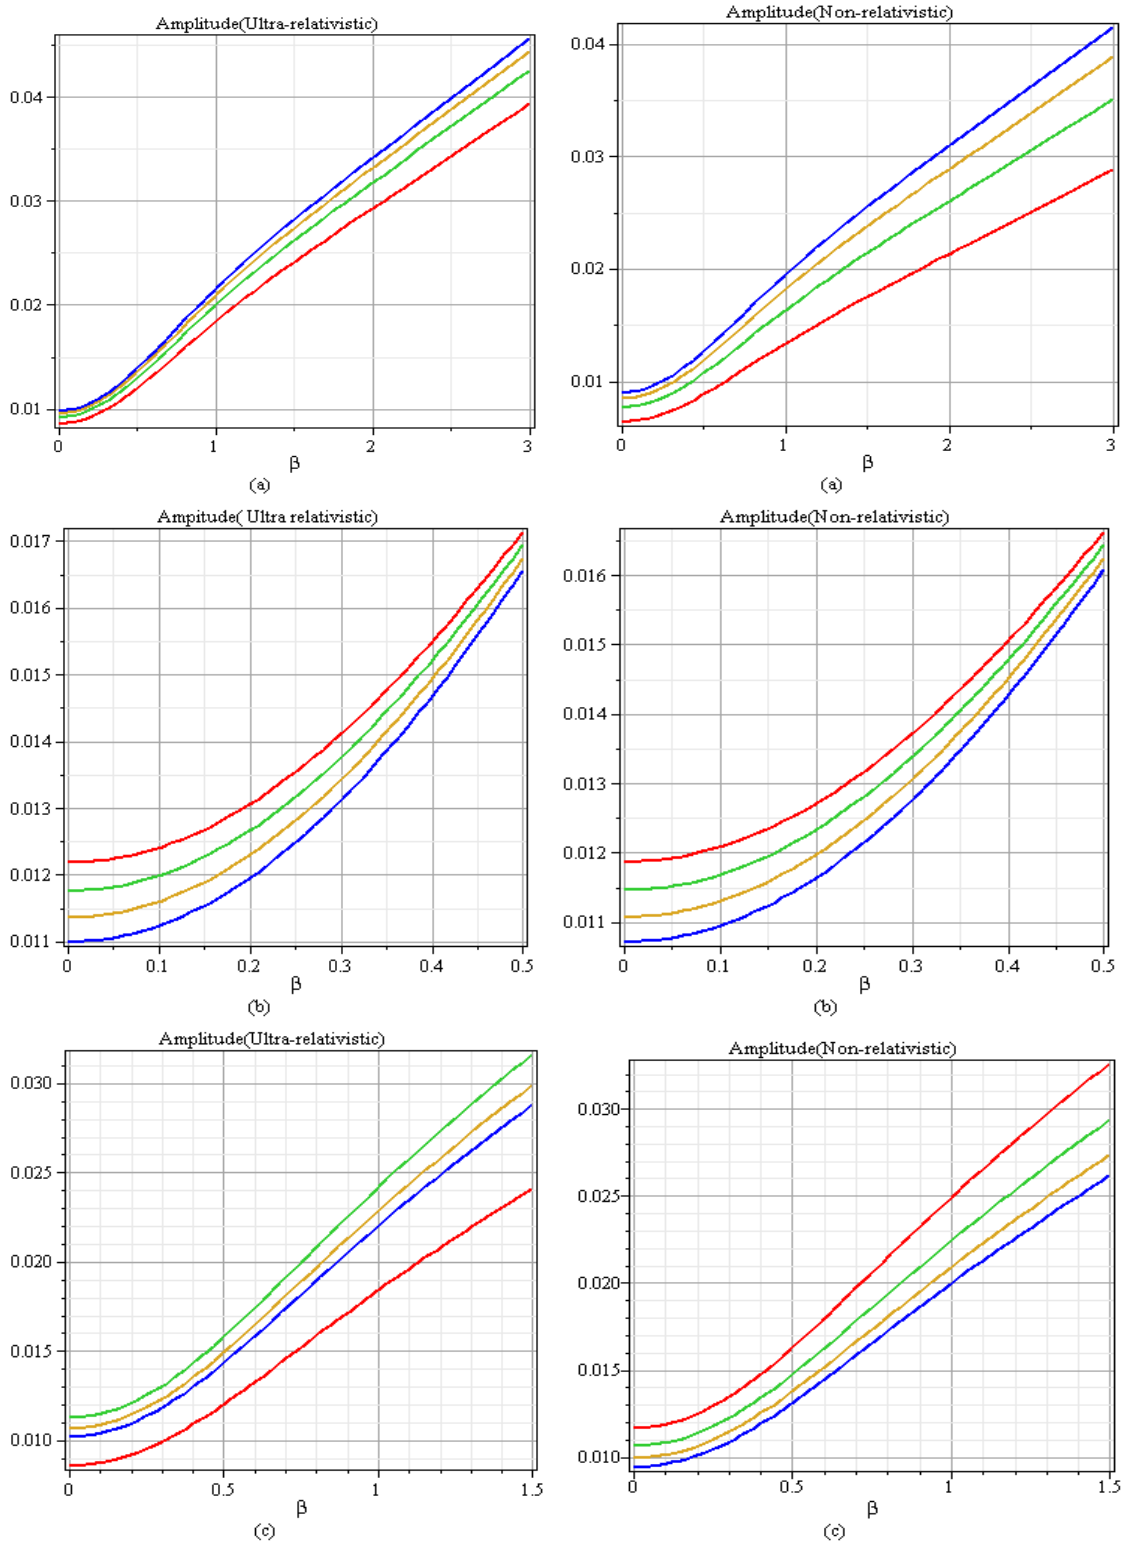 Amplitude(Ultra-relativistic)
0.04
0.03
0.02
0.01
0 1 2 3
β
(a)
Amplitude(Non-relativistic)
0.04
0.03
0.02
0.01
0 1 2 3
β
(a)
Ampitude( Ultra relativistic)
0.017
0.016
0.015
0.014
0.013
0.012
0.011
0 0.1 0.2 0.3 0.4 0.5
β
(b)
Amplitude(Non-relativistic)
0.016
0.015
0.014
0.013
0.012
0.011
0 0.1 0.2 0.3 0.4 0.5
β
(b)
Amplitude(Ultra-relativistic)
0.030
0.025
0.020
0.015
0.010
0 0.5 1 1.5
β
(c)
Amplitude(Non-relativistic)
0.030
0.025
0.020
0.015
0.010
0 0.5 1 1.5
β
(c)